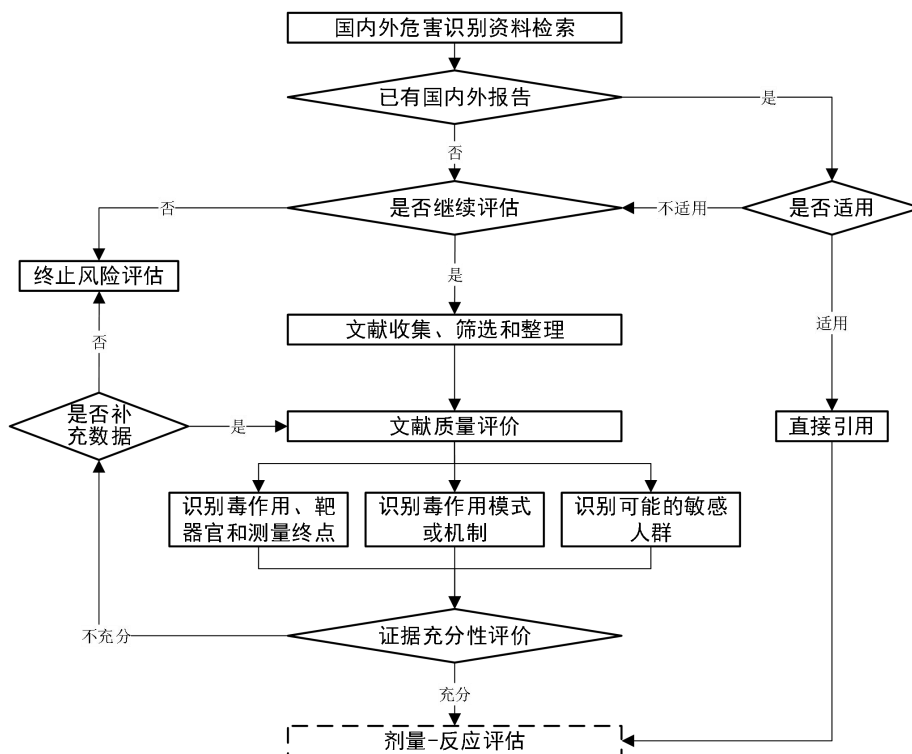 国内外危害识别资料检索
已有国内外报告
是
否
是否继续评估
否
不适用
是否适用
终止风险评估
是
适用
文献收集、筛选和整理
否
是否补
充数据
是
文献质量评价
直接引用
识别毒作用、靶
器官和测量终点
识别毒作用模式
或机制
识别可能的敏感
人群
不充分
证据充分性评价
充分
剂量-反应评估